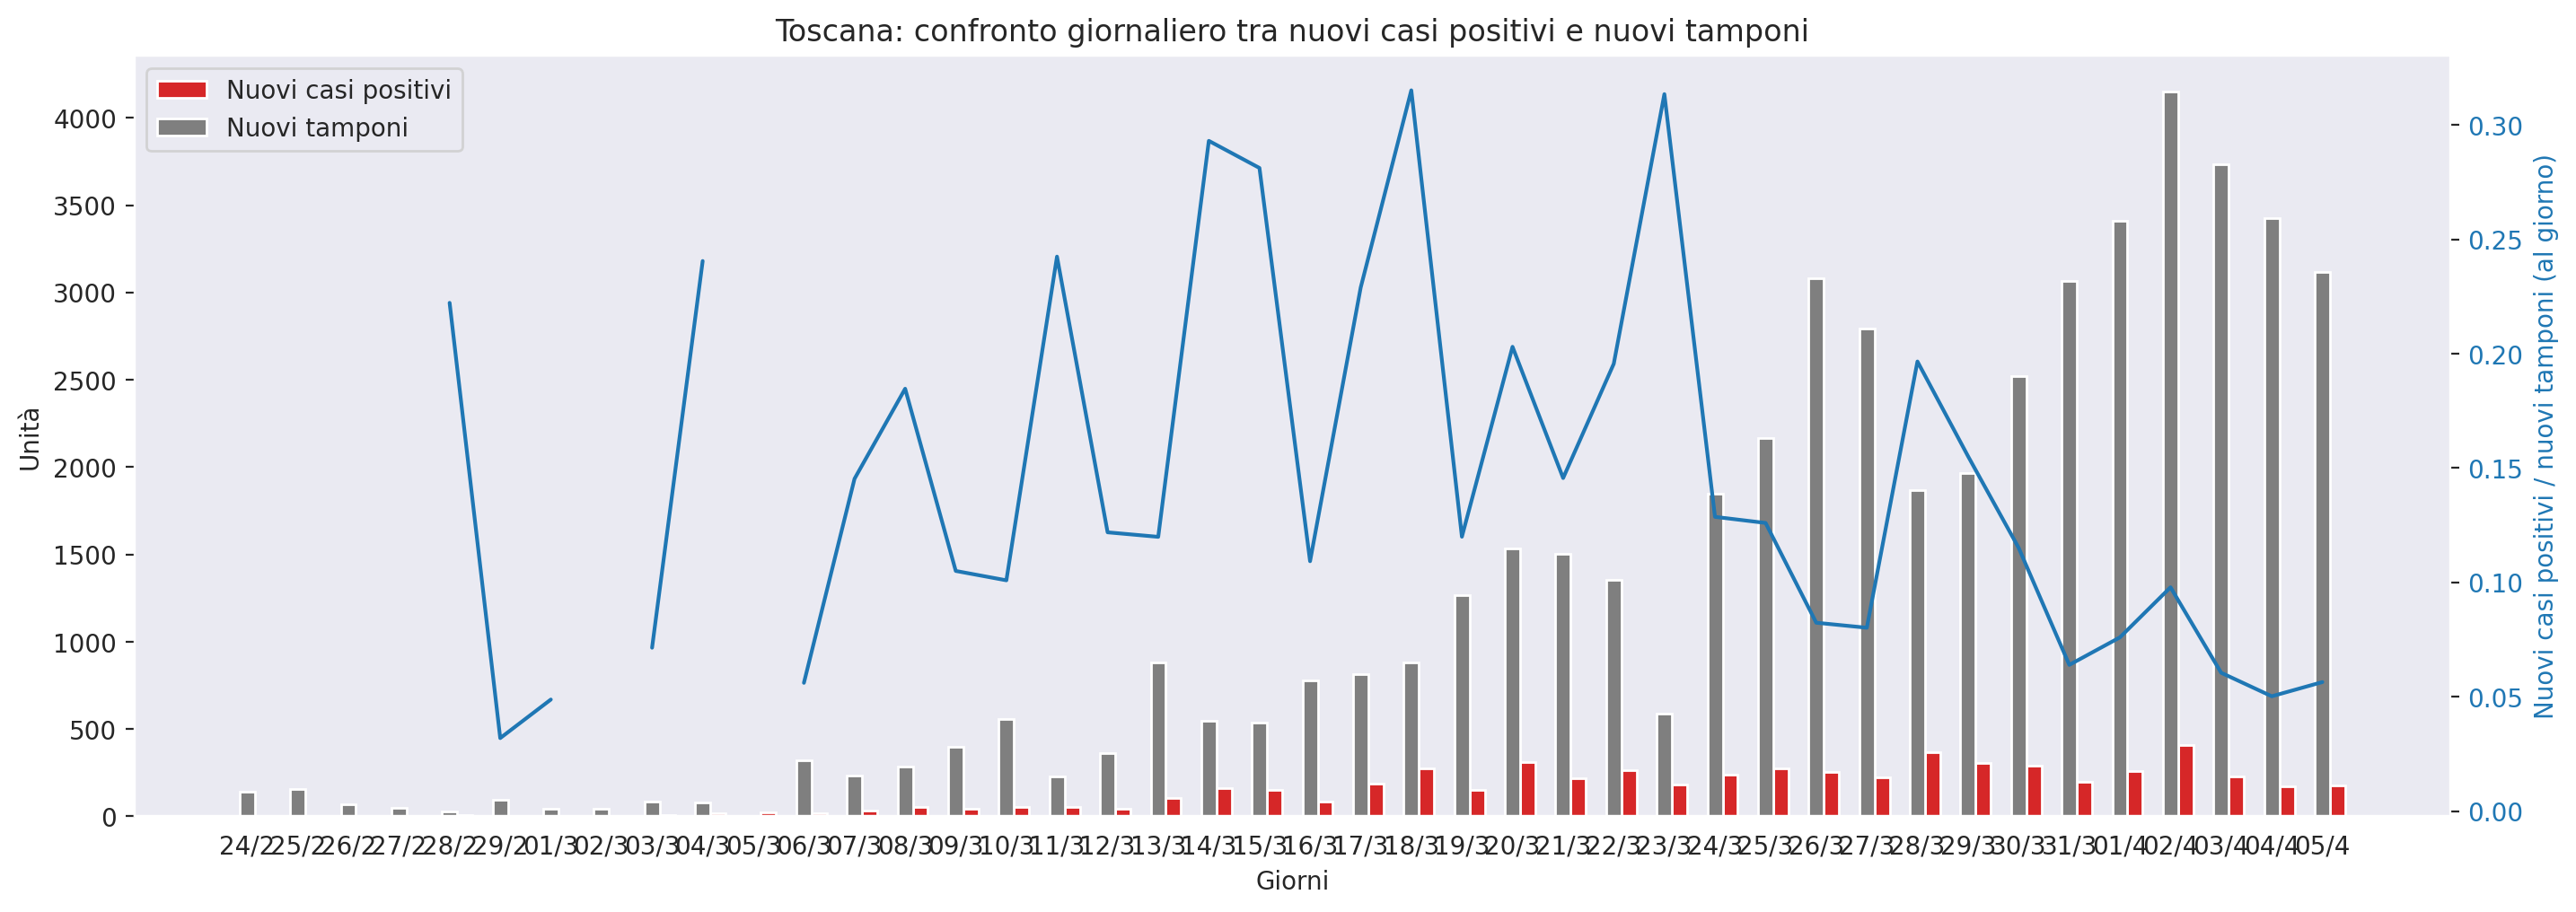 Toscana: confronto giornaliero tra nuovi casi positivi e nuovi tamponi
Nuovi casi positivi
Nuovi tamponi
Unità
4000
3500
3000
2500
2000
1500
1000
500
0
0.30
0.25
0.20
0.15
0.10
0.05
0.00
Nuovi casi positivi / nuovi tamponi (al giorno)
24/2 25/2 26/2 27/2 28/2 29/2 01/3 02/3 03/3 04/3 05/3 06/3 07/3 08/3 09/3 10/3 11/3 12/3 13/3 14/3 15/3 16/3 17/3 18/3 19/3 20/3 21/3 22/3 23/3 24/3 25/3 26/3 27/3 28/3 29/3 30/3 31/3 01/4 02/4 03/4 04/4 05/4
Giorni